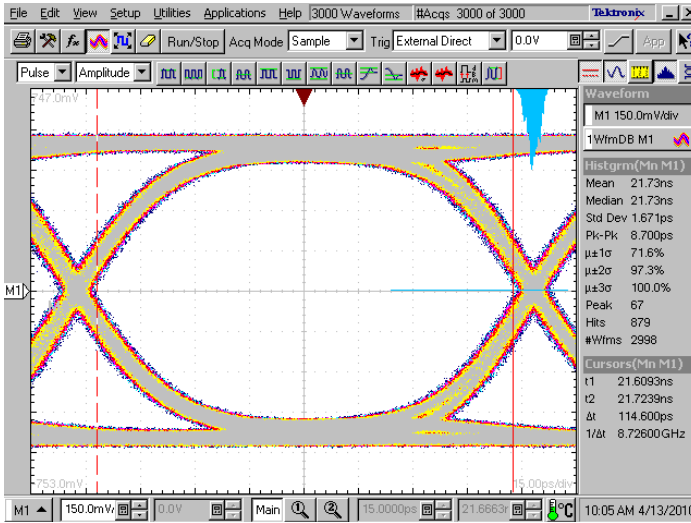 File Edit View Setup Utilities Applications Help 3000 Waveforms #Acqs 3000 of 3000 Tektronix
Run/Stop Acq Mode Sample Trig External Direct 0.0V App
Pulse Amplitude
747.0mV
Waveform
M1 150.0mV/div
1WfmDB M1
Histgrm(Mn M1)
Mean 21.73ns
Median 21.73ns
Std Dev 1.671ps
Pk-Pk 8.700ps
µ±1σ 71.6%
µ±2σ 97.3%
µ±3σ 100.0%
Peak 67
Hits 879
#Wfms 2998
M1
Cursors(Mn M1)
t1 21.6093ns
t2 21.7239ns
Δt 114.600ps
1/Δt 8.72600GHz
-753.0mV
15.00ps/div
M1 150.0mV/ 0.0V Main 15.0000ps 21.6663n °C 10:05 AM 4/13/201